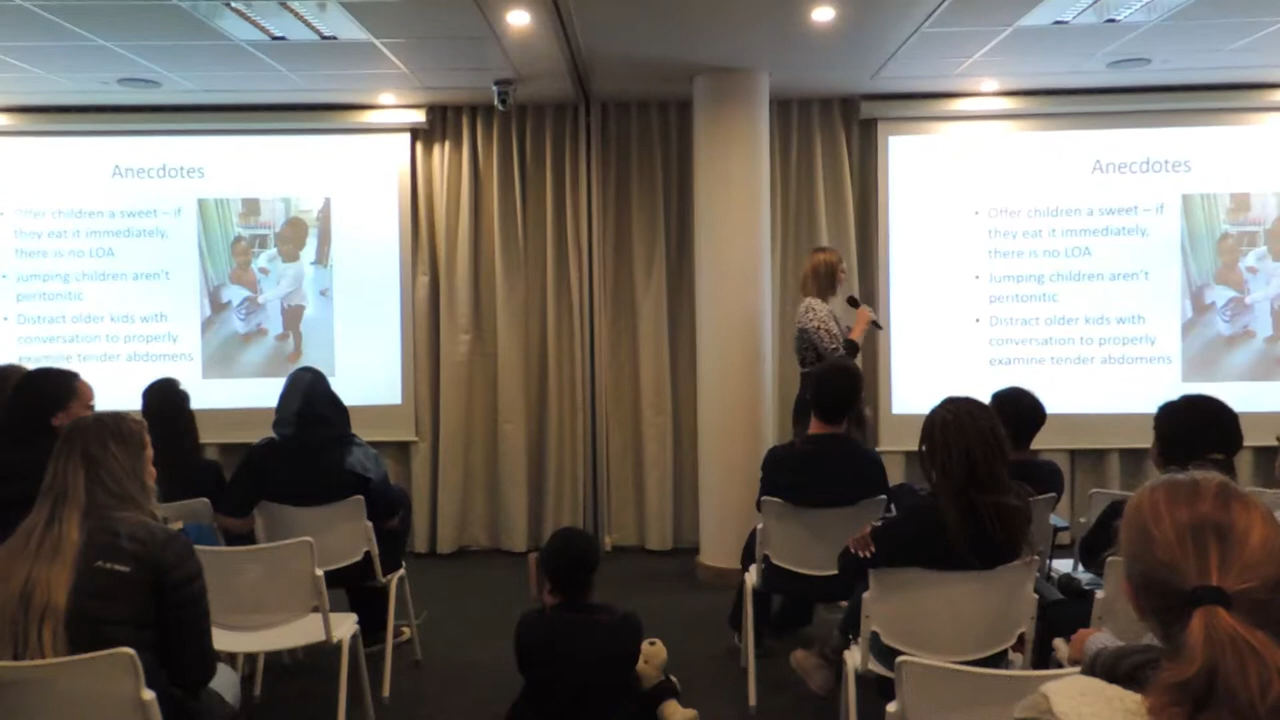 Anecdotes
• Offer children a sweet – if
they eat it immediately,
there is no LOA
• Jumping children aren't
peritonitic
• Distract older kids with
conversation to properly
examine tender abdomens
Anecdotes
• Offer children a sweet – if
they eat it immediately,
there is no LOA
• Jumping children aren't
peritonitic
• Distract older kids with
conversation to properly
examine tender abdomens